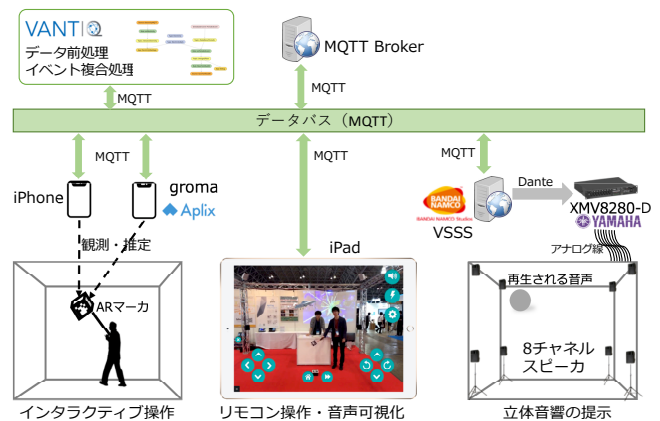 VANTIQ
データ前処理
イベント複合処理
MQTT Broker
MQTT
MQTT
データバス（MQTT）
MQTT
MQTT
MQTT
iPhone
groma
Aplix
観測・推定
BANDAI
NAMCO
BANDAI NAMCO Studios
VSSS
Dante
XMV8280-D
YAMAHA
アナログ線
iPad
ARマーカ
再生される音声
8チャネル
スピーカ
インタラクティブ操作
リモコン操作・音声可視化
立体音響の提示